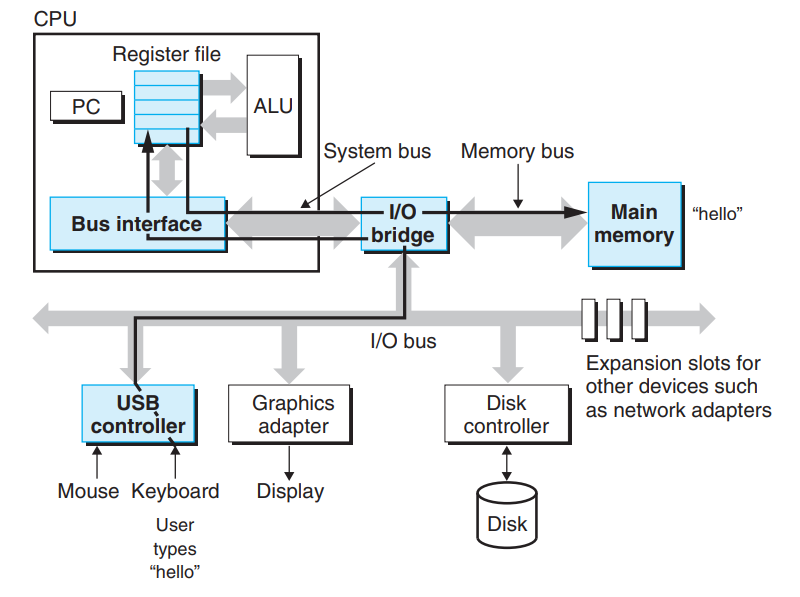 CPU
Register file
PC
ALU
System bus
Memory bus
Bus interface
I/O
bridge
Main
memory
“hello”
I/O bus
Expansion slots for
other devices such
as network adapters
USB
controller
Graphics
adapter
Disk
controller
Mouse
Keyboard
Display
Disk
User
types
“hello”